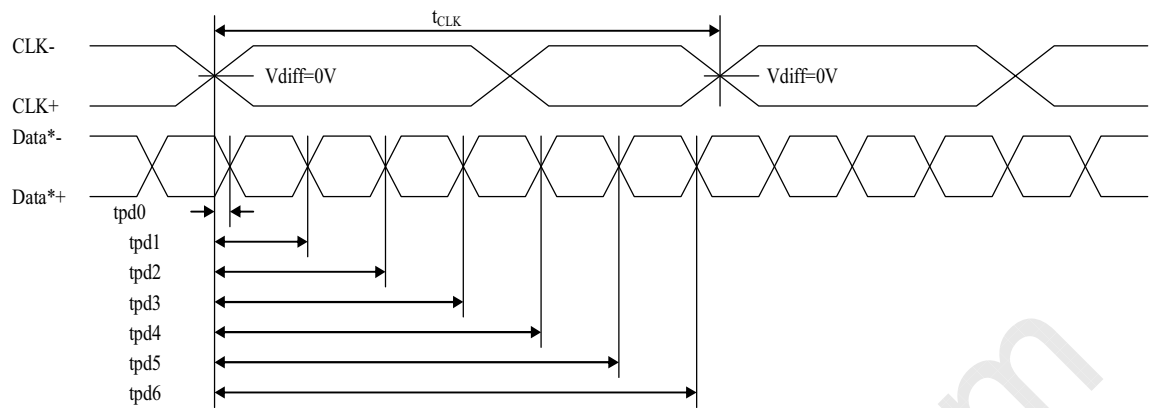 tCLK
CLK-
Vdiff=0V
Vdiff=0V
CLK+
Data*-
Data*+
tpd0
tpd1
tpd2
tpd3
tpd4
tpd5
tpd6
m